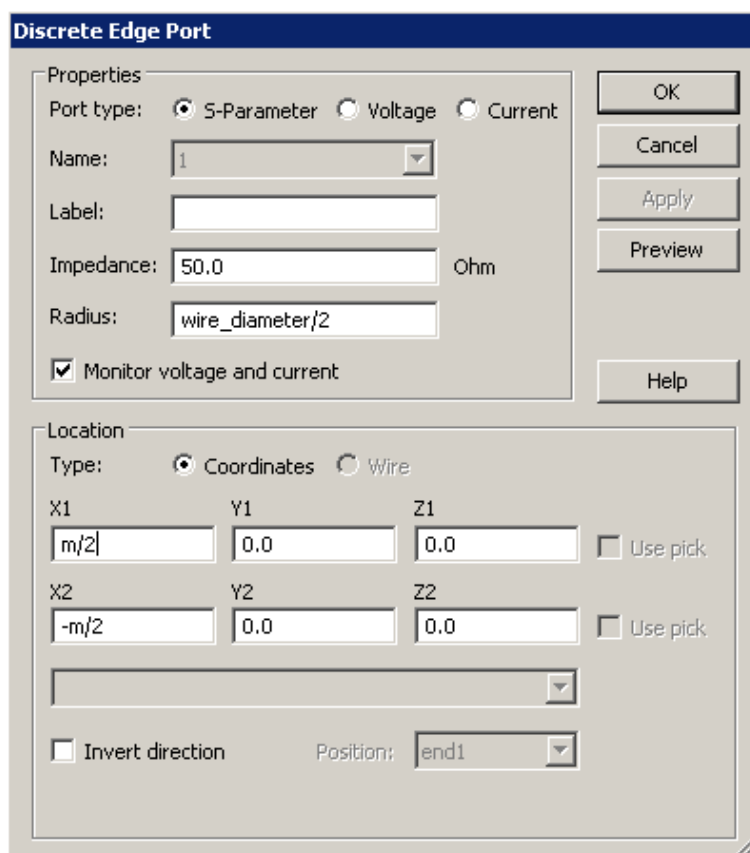 Discrete Edge Port
Properties
Port type: S-Parameter Voltage Current
OK
Name: 1
Cancel
Label:
Apply
Impedance: 50.0 Ohm
Preview
Radius: wire_diameter/2
Monitor voltage and current
Help
Location
Type: Coordinates Wire
X1 Y1 Z1
m/2 0.0 0.0 Use pick
X2 Y2 Z2
-m/2 0.0 0.0 Use pick
Invert direction Position: end1